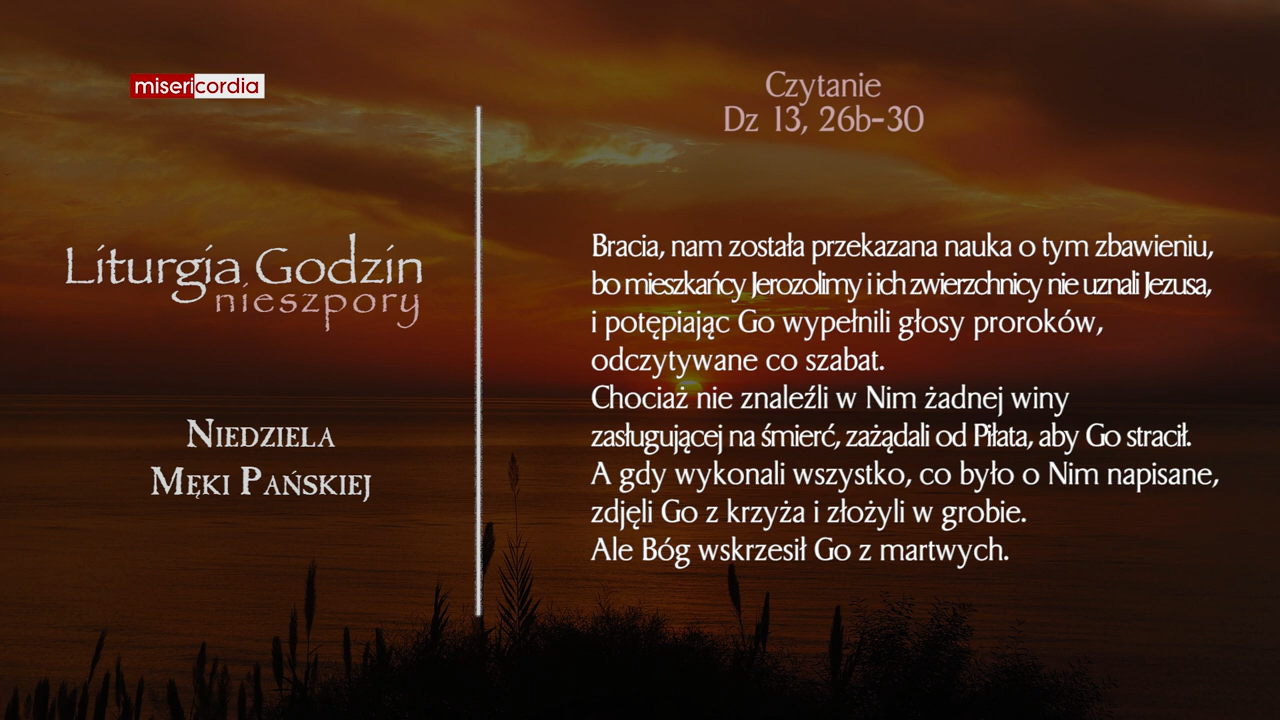 misericordia
Czytanie
Dz 13, 26b-30
Liturgia Godzin
nieszpory
Niedziela
Męki Pańskiej
Bracia, nam została przekazana nauka o tym zbawieniu,
bo mieszkańcy Jerozolimy i ich zwierzchnicy nie uznali Jezusa,
i potępiając Go wypełnili głosy proroków,
odczytywane co szabat.
Chociaż nie znaleźli w Nim żadnej winy
zasługującej na śmierć, zażądali od Piłata, aby Go stracił.
A gdy wykonali wszystko, co było o Nim napisane,
zdjęli Go z krzyża i złożyli w grobie.
Ale Bóg wskrzesił Go z martwych.